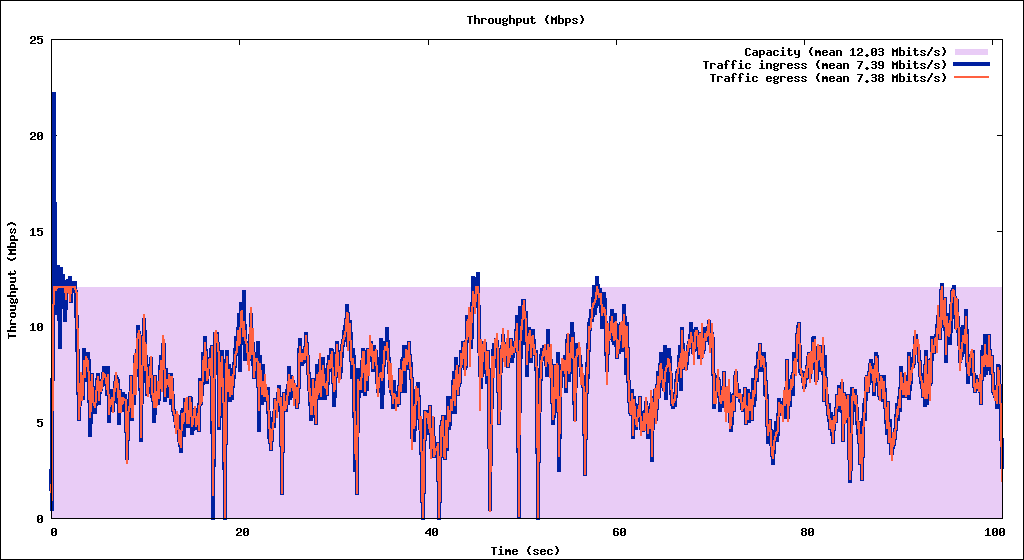 Throughput (Mbps)
Capacity (mean 12.03 Mbits/s)
Traffic ingress (mean 7.39 Mbits/s)
Traffic egress (mean 7.38 Mbits/s)
Throughput (Mbps)
25
20
15
10
5
0
0 20 40 60 80 100
Time (sec)